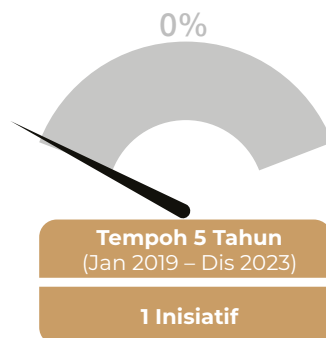 0%
Tempoh 5 Tahun
(Jan 2019 – Dis 2023)
1 Inisiatif